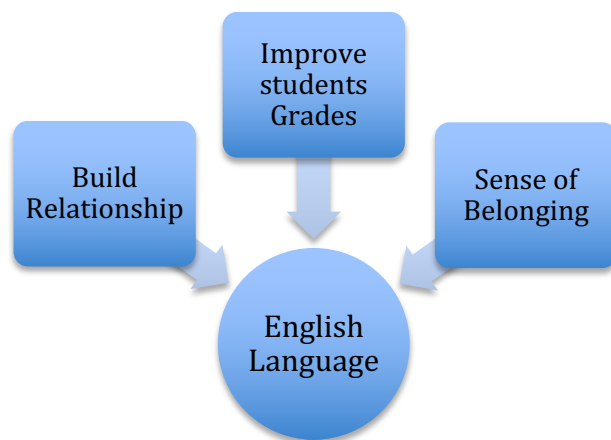 Improve
students
Grades
Build
Relationship
Sense of
Belonging
English
Language